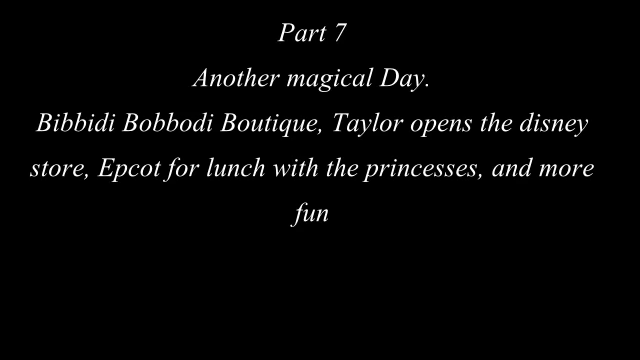 Part 7
Another magical Day.
Bibbidi Bobbodi Boutique, Taylor opens the disney
store, Epcot for lunch with the princesses, and more
fun